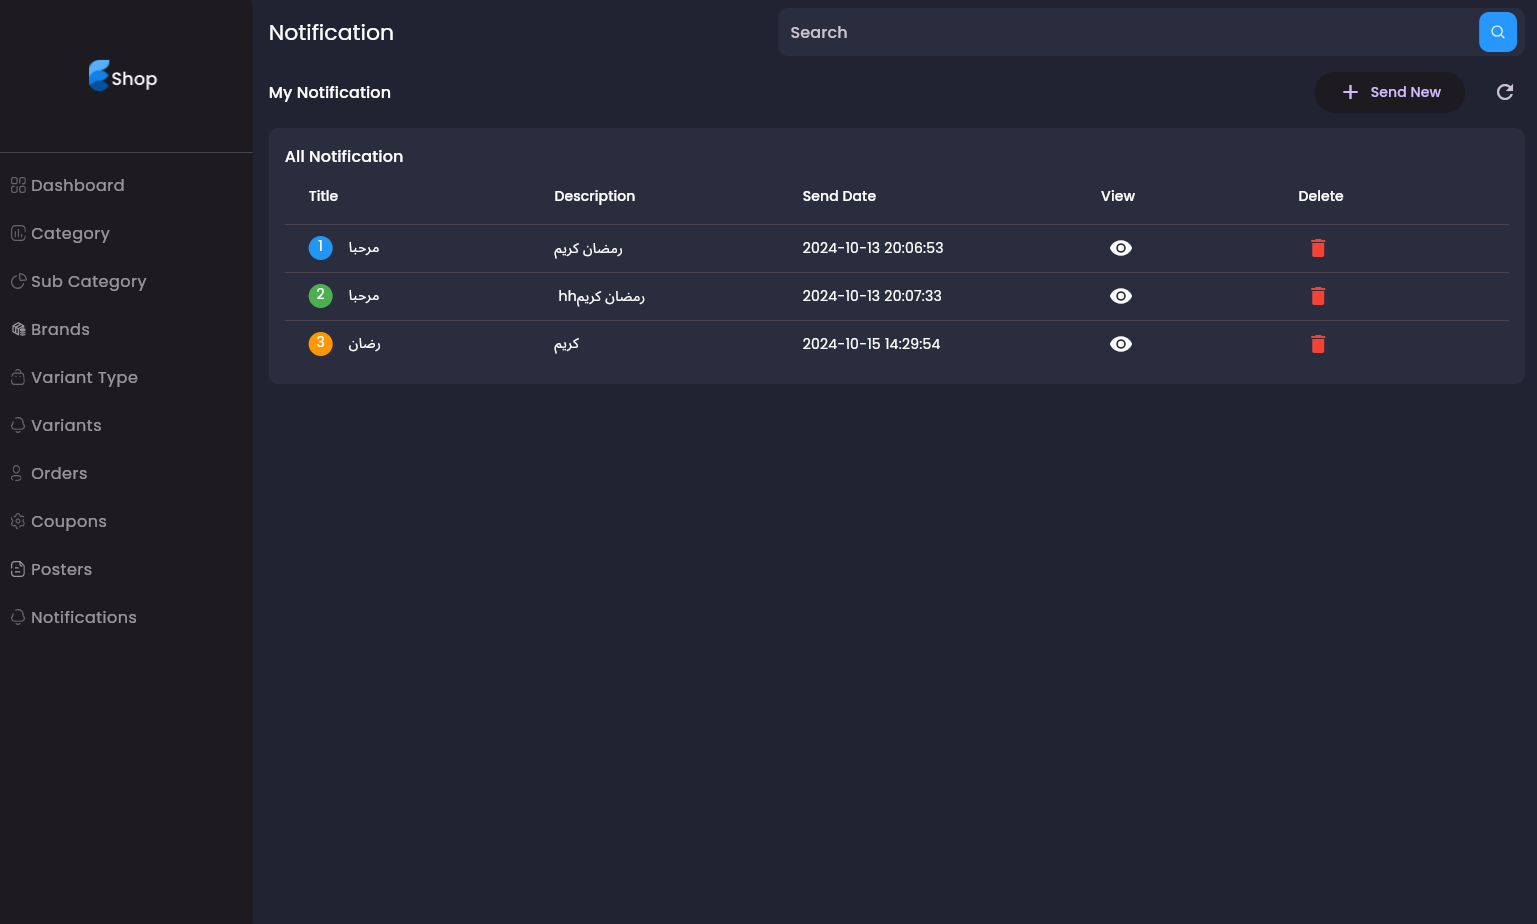 Shop
Dashboard
Category
Sub Category
Brands
Variant Type
Variants
Orders
Coupons
Posters
Notifications
Notification
Search
My Notification
Send New
All Notification
Title Description Send Date View Delete
1 مرحبا رمضان كريم 2024-10-13 20:06:53
2 مرحبا رمضان كريمhh 2024-10-13 20:07:33
3 رضان كريم 2024-10-15 14:29:54